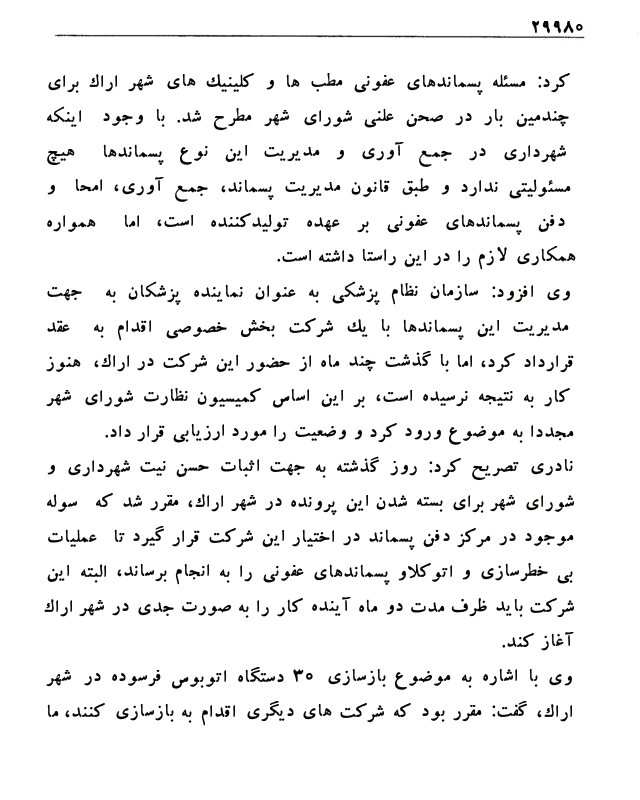 ۲۹۹۸۰
کرد: مسئله پسماندهای عفونی مطب ها و کلینیك های شهر اراك برای
چندمین بار در صحن علنی شورای شهر مطرح شد. با وجود اینکه
شهرداری در جمع آوری و مدیریت این نوع پسماندها هیچ
مسئولیتی ندارد و طبق قانون مدیریت پسماند، جمع آوری، امحا و
دفن پسماندهای عفونی بر عهده تولیدکننده است، اما همواره
همکاری لازم را در این راستا داشته است.
وی افزود: سازمان نظام پزشکی به عنوان نماینده پزشکان به جهت
مدیریت این پسماندها با یك شرکت بخش خصوصی اقدام به عقد
قرارداد کرد، اما با گذشت چند ماه از حضور این شرکت در اراك، هنوز
کار به نتیجه نرسیده است، بر این اساس کمیسیون نظارت شورای شهر
مجددا به موضوع ورود کرد و وضعیت را مورد ارزیابی قرار داد.
نادری تصریح کرد: روز گذشته به جهت اثبات حسن نیت شهرداری و
شورای شهر برای بسته شدن این پرونده در شهر اراك، مقرر شد که سوله
موجود در مرکز دفن پسماند در اختیار این شرکت قرار گیرد تا عملیات
بی خطرسازی و اتوکلاو پسماندهای عفونی را به انجام برساند، البته این
شرکت باید ظرف مدت دو ماه آینده کار را به صورت جدی در شهر اراك
آغاز کند.
وی با اشاره به موضوع بازسازی ۳۰ دستگاه اتوبوس فرسوده در شهر
اراك، گفت: مقرر بود که شرکت های دیگری اقدام به بازسازی کنند، ما